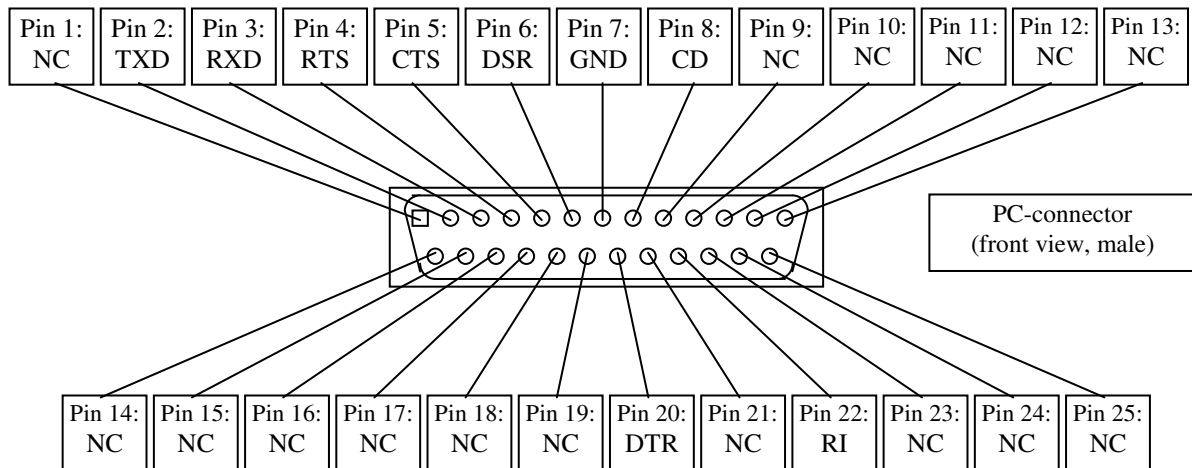 Pin 1:
NC
Pin 2:
TXD
Pin 3:
RXD
Pin 4:
RTS
Pin 5:
CTS
Pin 6:
DSR
Pin 7:
GND
Pin 8:
CD
Pin 9:
NC
Pin 10:
NC
Pin 11:
NC
Pin 12:
NC
Pin 13:
NC
PC-connector
(front view, male)
Pin 14:
NC
Pin 15:
NC
Pin 16:
NC
Pin 17:
NC
Pin 18:
NC
Pin 19:
NC
Pin 20:
DTR
Pin 21:
NC
Pin 22:
RI
Pin 23:
NC
Pin 24:
NC
Pin 25:
NC